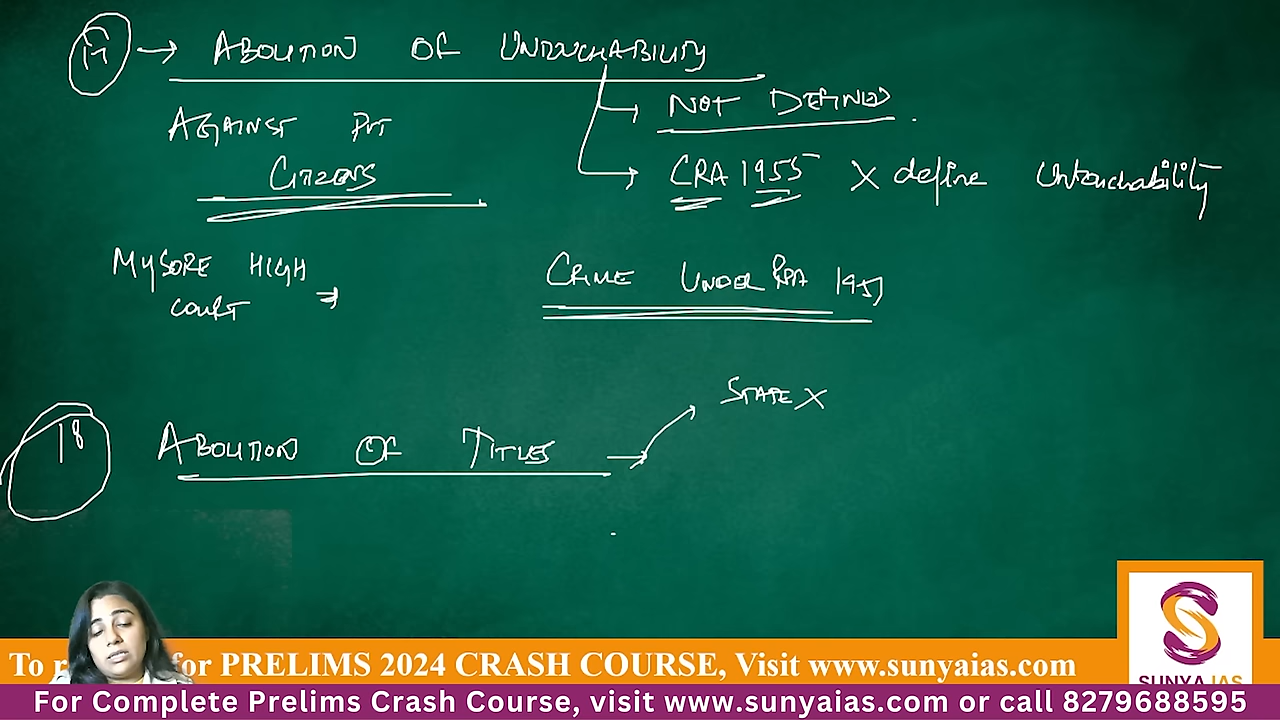 17 → ABOLITION OF UNTOUCHABILITY
→ NOT DEFINED.
AGAINST PVT
CITIZENS
→ CRA 1955 X define Untouchability
MYSORE HIGH
COURT ⇒
CRIME UNDER RPA 1951
STATE X
18 ABOLITION OF TITLES →
To for PRELIMS 2024 CRASH COURSE, Visit www.sunyaias.com
SUNYA IAS
For Complete Prelims Crash Course, visit www.sunyaias.com or call 8279688595